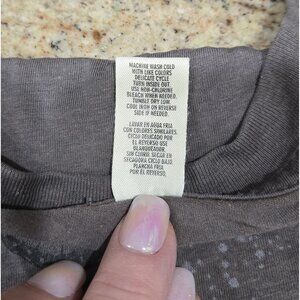 MACHINE WASH COLD
WITH LIKE COLORS
DELICATE CYCLE
TURN INSIDE OUT
USE NON-CHLORINE
BLEACH WHEN NEEDED.
TUMBLE DRY LOW.
COOL IRON ON REVERSE
SIDE IF NEEDED.
LAVAR EN AGUA FRIA
CON COLORES SIMILARES.
CICLO DELICADO POR
EL REVERSO USE
BLANQUEADOR
SIN CLORO. SECAR EN
SECADORA CICLO BAJO.
PLANCHA FRIA
POR EL REVERSO.